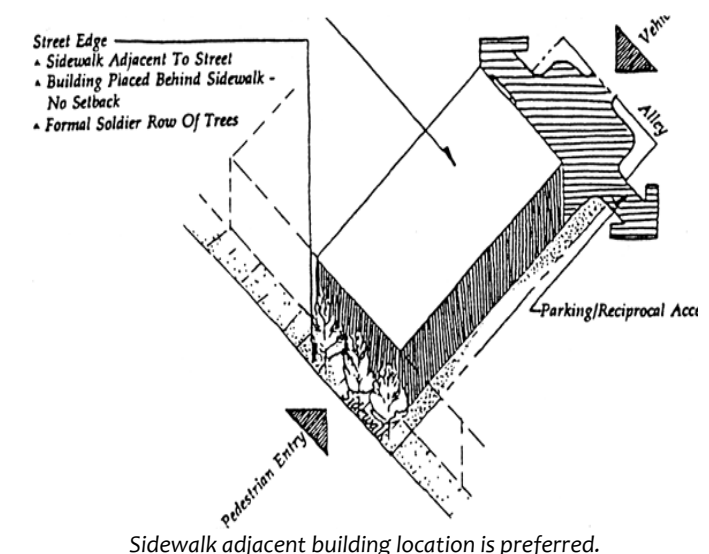 Street Edge
▲ Sidewalk Adjacent To Street
▲ Building Placed Behind Sidewalk -
No Setback
▲ Formal Soldier Row Of Trees
Alley
Parking/Reciprocal
Pedestrian Entry
Sidewalk adjacent building location is preferred.